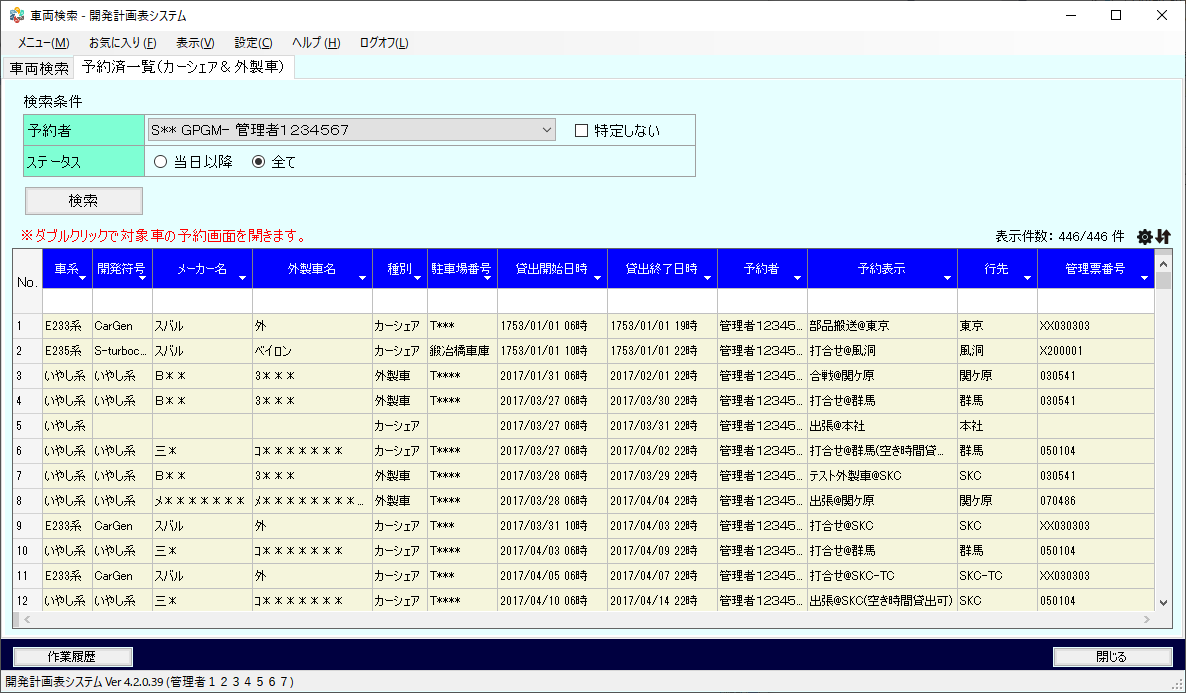 車両検索 - 開発計画表システム
メニュー(M) お気に入り(F) 表示(V) 設定(C) ヘルプ(H) ログオフ(L)
車両検索 予約済一覧(カーシェア＆外製車)
検索条件
予約者 S** GPGM- 管理者1234567 特定しない
ステータス 当日以降 全て
検索
※ダブルクリックで対象車の予約画面を開きます。
表示件数: 446/446 件
No. 車系 開発符号 メーカー名 外製車名 種別 駐車場番号 貸出開始日時 貸出終了日時 予約者 予約表示 行先 管理票番号
1 E233系 CarGen スバル 外 カーシェア T*** 1753/01/01 06時 1753/01/01 19時 管理者12345... 部品搬送@東京 東京 XX030303
2 E235系 S-turboc... スバル ベイロン カーシェア 鍛冶橋車庫 1753/01/01 10時 1753/01/01 22時 管理者12345... 打合せ@風洞 風洞 X200001
3 いやし系 いやし系 B＊＊ 3＊＊＊ 外製車 T**** 2017/01/31 06時 2017/02/01 22時 管理者12345... 合戦@関ケ原 関ケ原 030541
4 いやし系 いやし系 B＊＊ 3＊＊＊ 外製車 T**** 2017/03/27 06時 2017/03/30 22時 管理者12345... 打合せ@群馬 群馬 030541
5 いやし系 カーシェア 2017/03/27 06時 2017/03/31 22時 管理者12345... 出張@本社 本社
6 いやし系 いやし系 三＊ コ＊＊＊＊＊＊＊ カーシェア T**** 2017/03/27 06時 2017/04/02 22時 管理者12345... 打合せ@群馬(空き時間貸... 群馬 050104
7 いやし系 いやし系 B＊＊ 3＊＊＊ 外製車 T**** 2017/03/28 06時 2017/03/29 22時 管理者12345... テスト外製車@SKC SKC 030541
8 いやし系 いやし系 メ＊＊＊＊＊＊＊ メ＊＊＊＊＊＊＊＊... 外製車 T**** 2017/03/28 06時 2017/04/04 22時 管理者12345... 出張@関ケ原 関ケ原 070486
9 E233系 CarGen スバル 外 カーシェア T*** 2017/03/31 10時 2017/04/03 22時 管理者12345... 打合せ@SKC SKC XX030303
10 いやし系 いやし系 三＊ コ＊＊＊＊＊＊＊ カーシェア T**** 2017/04/03 06時 2017/04/09 22時 管理者12345... 打合せ@群馬 群馬 050104
11 E233系 CarGen スバル 外 カーシェア T*** 2017/04/05 06時 2017/04/07 22時 管理者12345... 打合せ@SKC-TC SKC-TC XX030303
12 いやし系 いやし系 三＊ コ＊＊＊＊＊＊＊ カーシェア T**** 2017/04/10 06時 2017/04/14 22時 管理者12345... 出張@SKC(空き時間貸出可) SKC 050104
作業履歴 閉じる
開発計画表システム Ver 4.2.0.39 (管理者１２３４５６７)